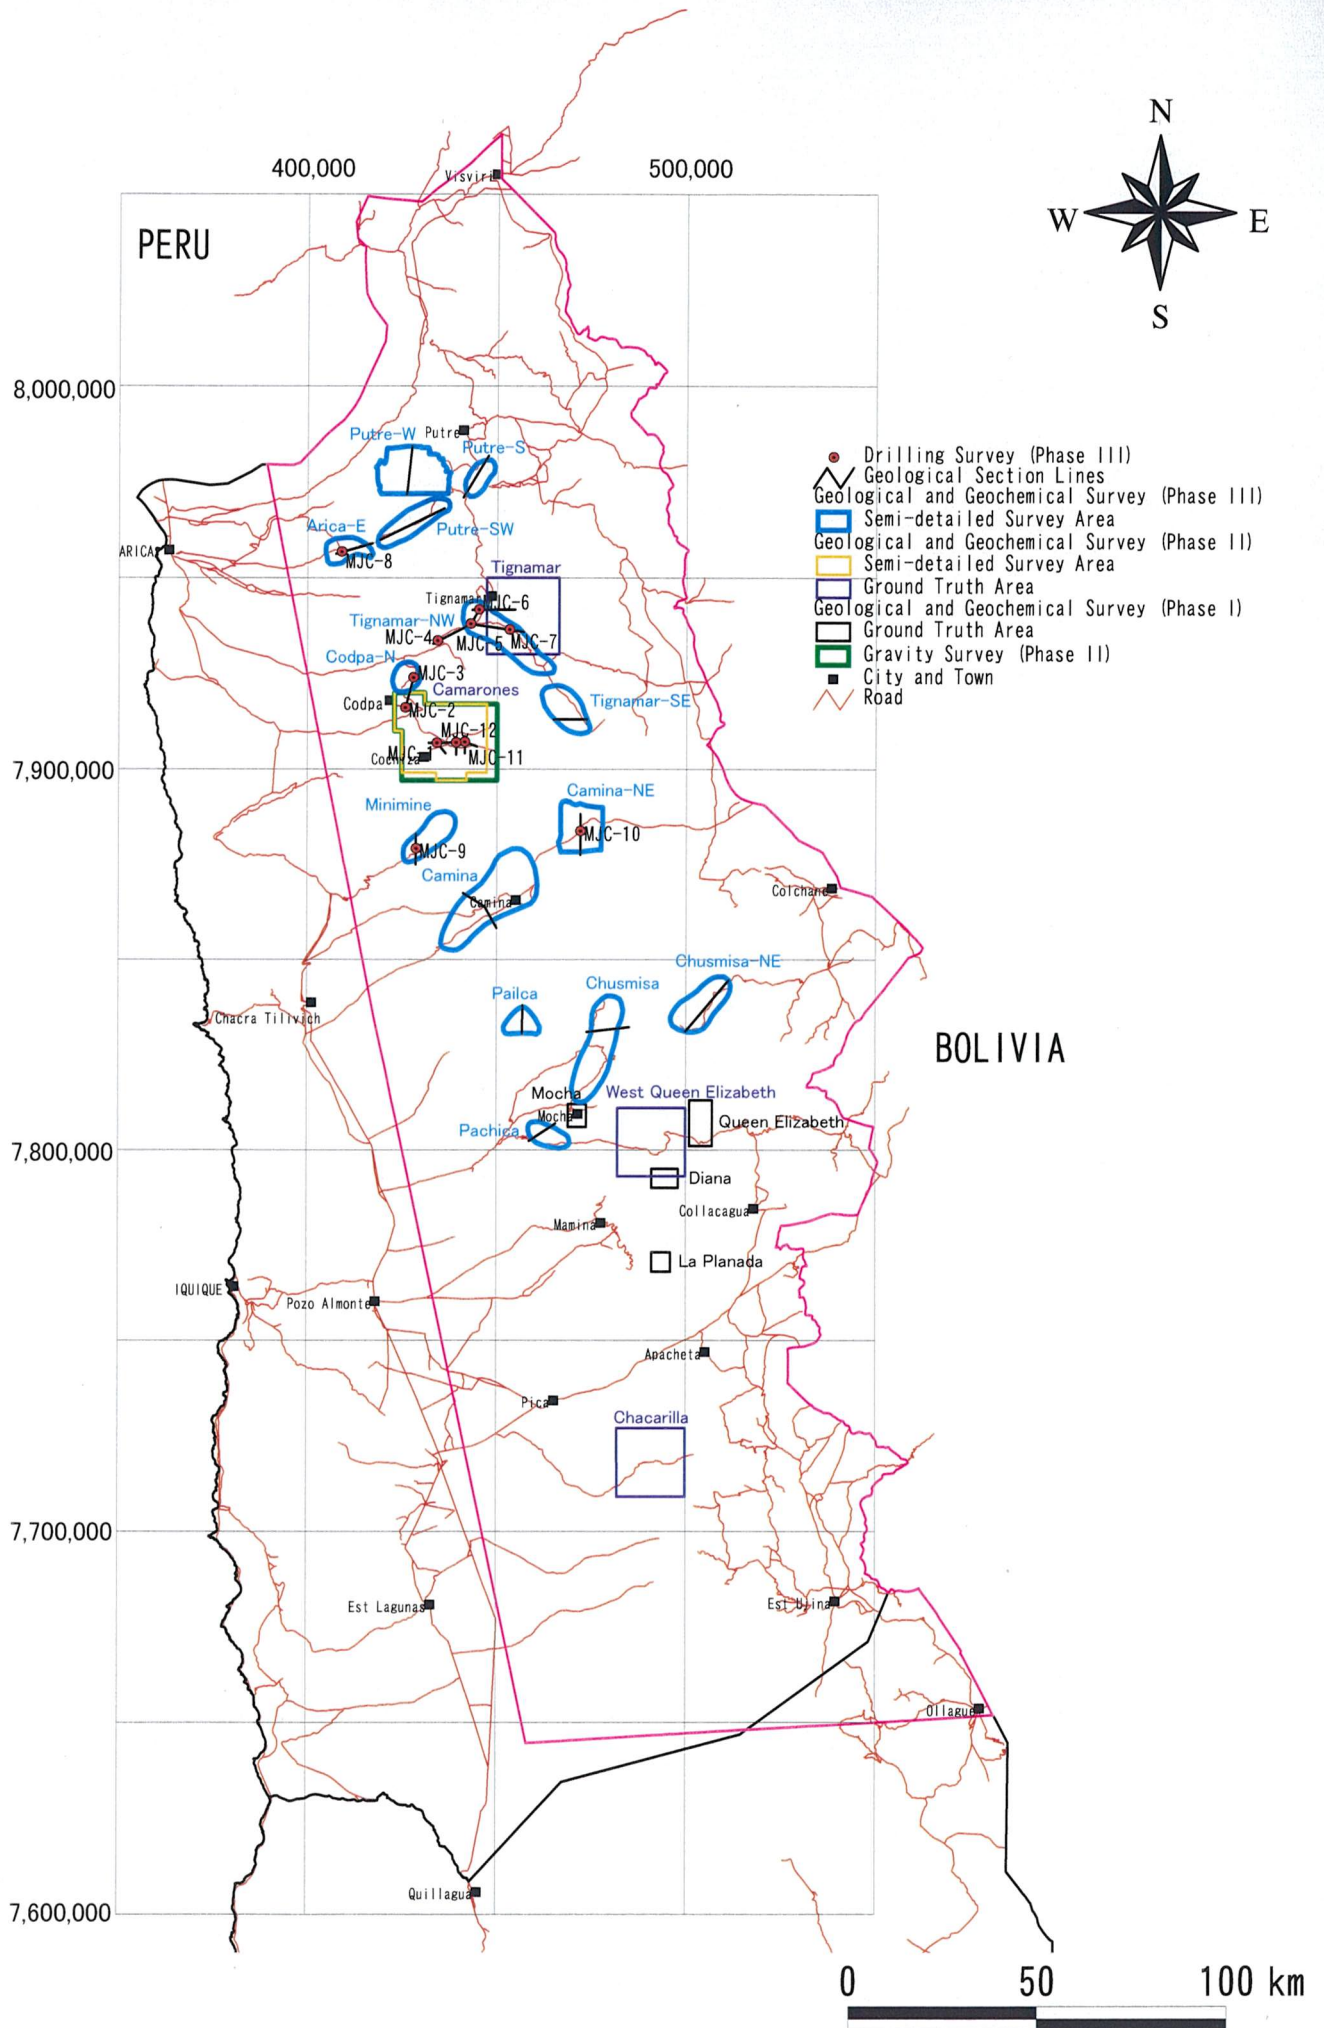 N
W E
S
400,000 500,000
Visviri
PERU
8,000,000
Putre-W
Putre
Putre-S
Drilling Survey (Phase III)
Geological Section Lines
Geological and Geochemical Survey (Phase III)
Semi-detailed Survey Area
Geological and Geochemical Survey (Phase II)
Semi-detailed Survey Area
Ground Truth Area
Geological and Geochemical Survey (Phase I)
Ground Truth Area
Gravity Survey (Phase II)
City and Town
Road
Arica-E
Putre-SW
ARICA
MJC-8
Tignamar
Tignamar
MJC-6
Tignamar-NW
MJC-4
MJC-5
MJC-7
Codpa-N
MJC-3
Camarones
Codpa
MJC-2
Tignamar-SE
MJC-12
MJC-1
MJC-11
7,900,000
Minimine
Camina-NE
MJC-10
MJC-9
Camina
Camina
Colchane
Chusmisa-NE
Chusmisa
Pailca
Chacra Tilivich
BOLIVIA
Mocha
West Queen Elizabeth
Mocha
Queen Elizabeth
Pachica
7,800,000
Diana
Collacagua
Mamina
La Planada
IQUIQUE
Pozo Almonte
Apacheta
Pica
Chacarilla
7,700,000
Est Lagunas
Est Ujina
Ollague
Quillagua
7,600,000
0 50 100 km